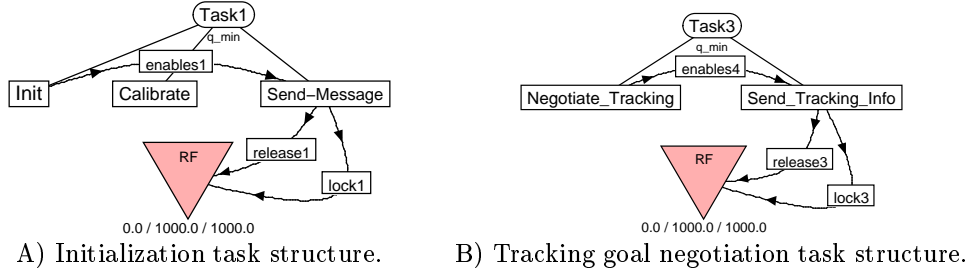 Task1
q_min
enables1
Init
Calibrate
Send-Message
RF
release1
lock1
0.0 / 1000.0 / 1000.0
A) Initialization task structure.
Task3
q_min
enables4
Negotiate_Tracking
Send_Tracking_Info
RF
release3
lock3
0.0 / 1000.0 / 1000.0
B) Tracking goal negotiation task structure.